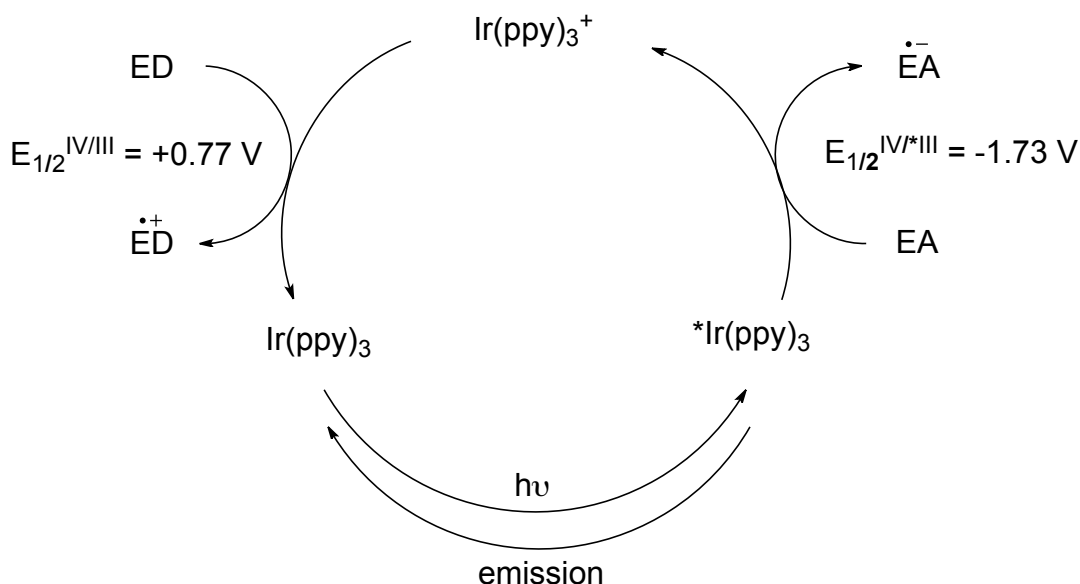 Ir(ppy)₃⁺
ED
EA•−
E₁/₂ᴵⱽ/ᴵᴵᴵ = +0.77 V
E₁/₂ᴵⱽ/*ᴵᴵᴵ = -1.73 V
ED•+
EA
Ir(ppy)₃
*Ir(ppy)₃
hυ
emission